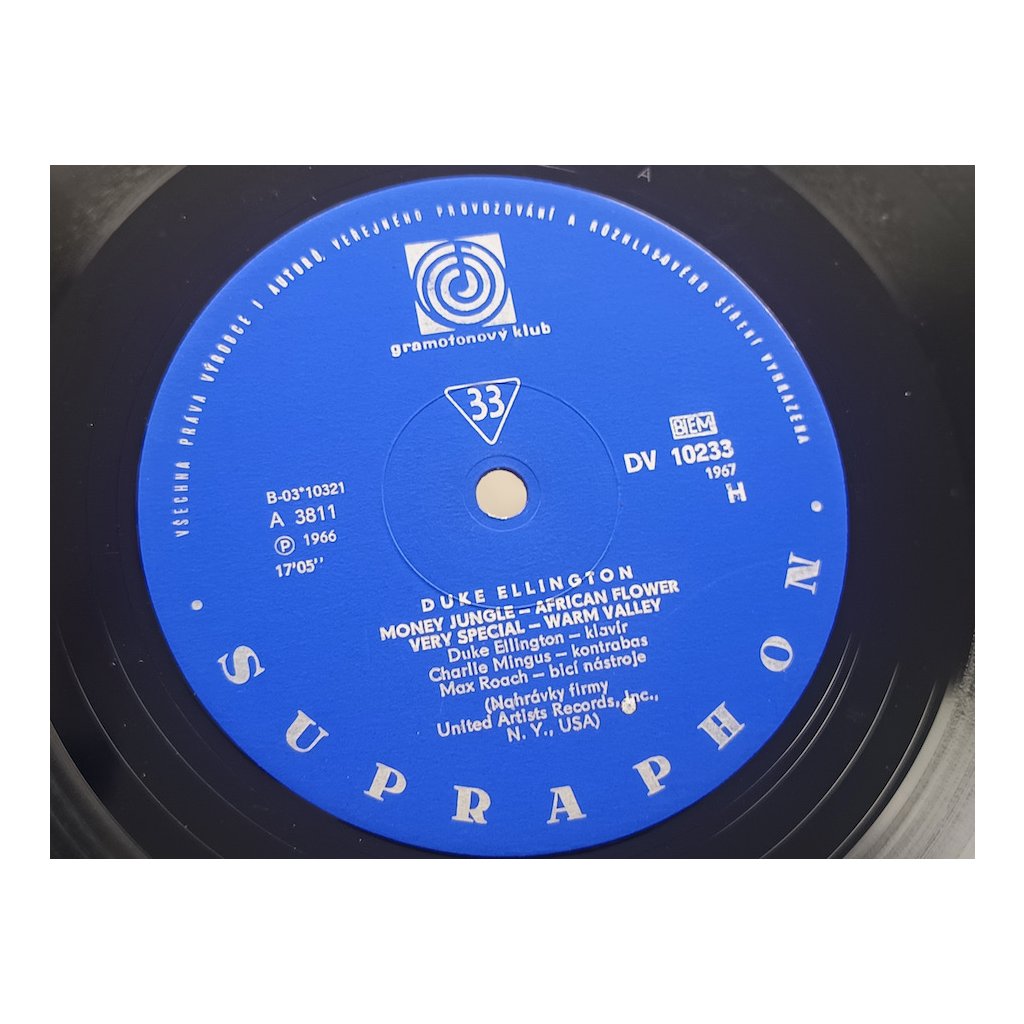 VŠECHNA PRÁVA VÝROBCE I AUTORŮ, VEŘEJNÉHO PROVOZOVÁNÍ A ROZHLASOVÉHO ŠÍŘENÍ VYHRAZENA
gramofonový klub
33
BIEM
DV 10233
1967
H
B-03*10321
A 3811
Ⓟ 1966
17'05''
DUKE ELLINGTON
MONEY JUNGLE – AFRICAN FLOWER
VERY SPECIAL – WARM VALLEY
Duke Ellington – klavír
Charlie Mingus – kontrabas
Max Roach – bicí nástroje
(Nahrávky firmy
United Artists Records, Inc.,
N. Y., USA)
SUPRAPHON
A